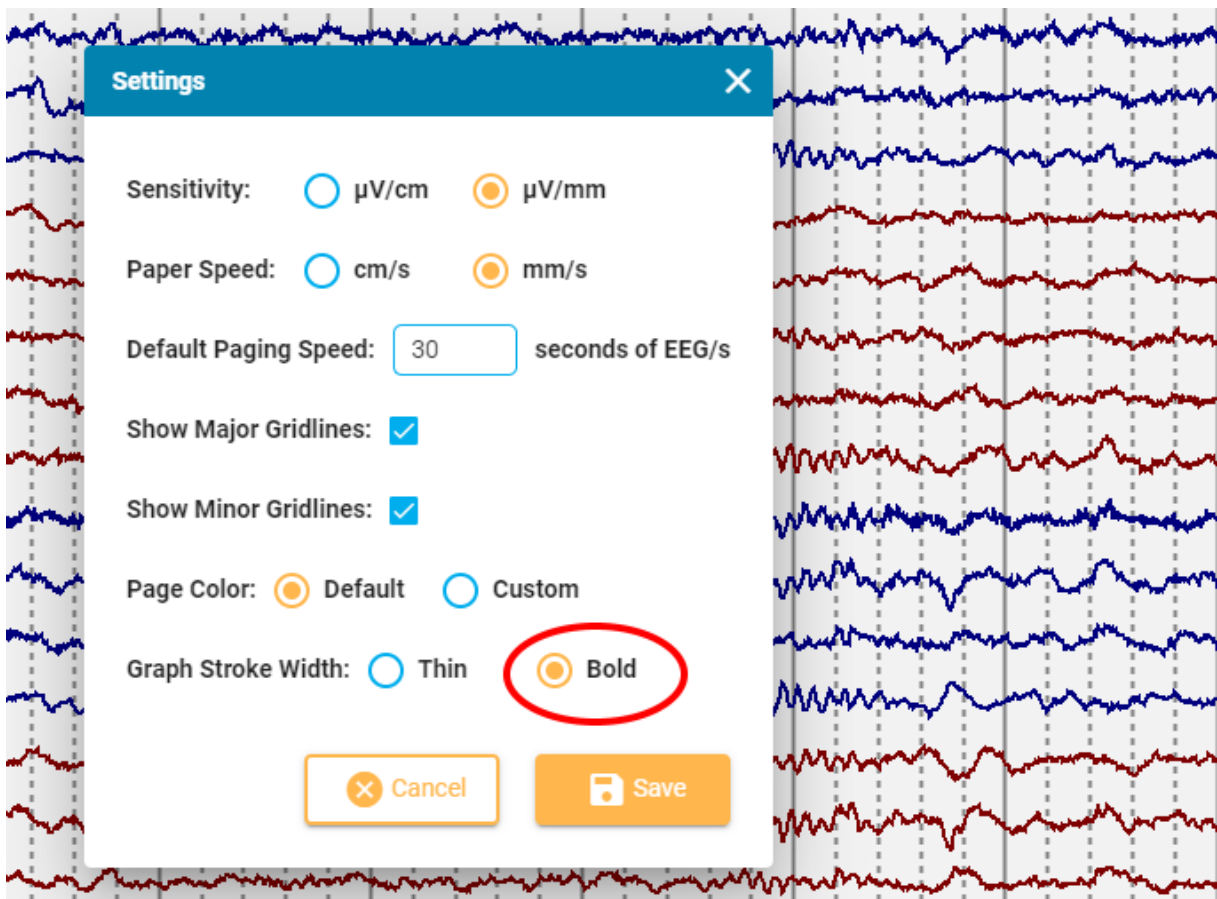 Settings
Sensitivity: µV/cm µV/mm
Paper Speed: cm/s mm/s
Default Paging Speed: 30 seconds of EEG/s
Show Major Gridlines:
Show Minor Gridlines:
Page Color: Default Custom
Graph Stroke Width: Thin Bold
Cancel Save